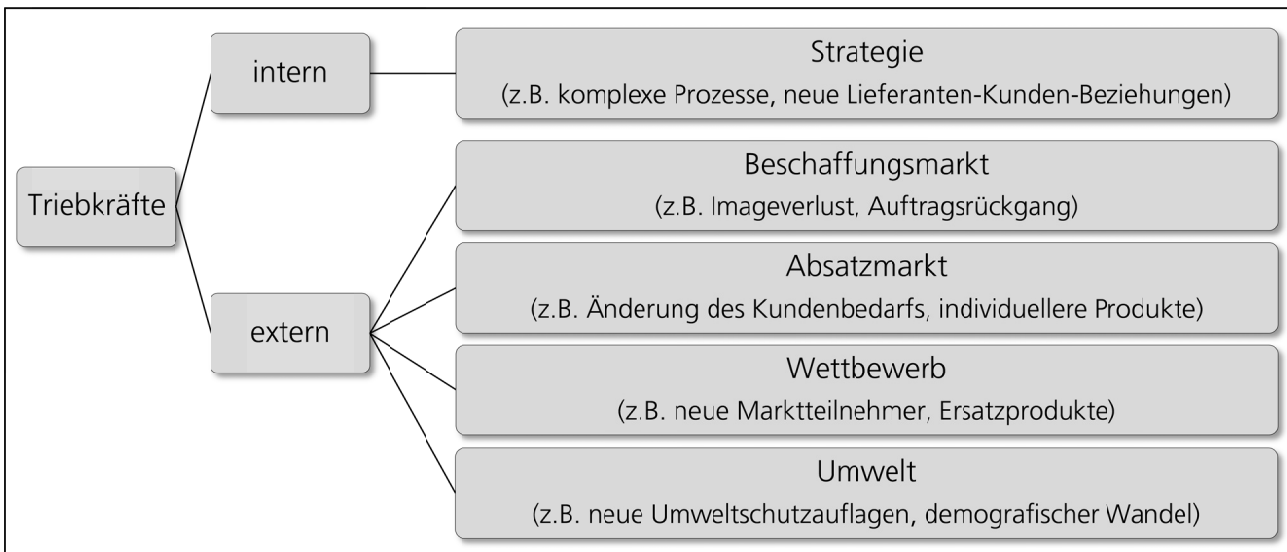 Triebkräfte
intern
Strategie
(z.B. komplexe Prozesse, neue Lieferanten-Kunden-Beziehungen)
extern
Beschaffungsmarkt
(z.B. Imageverlust, Auftragsrückgang)
Absatzmarkt
(z.B. Änderung des Kundenbedarfs, individuellere Produkte)
Wettbewerb
(z.B. neue Marktteilnehmer, Ersatzprodukte)
Umwelt
(z.B. neue Umweltschutzauflagen, demografischer Wandel)